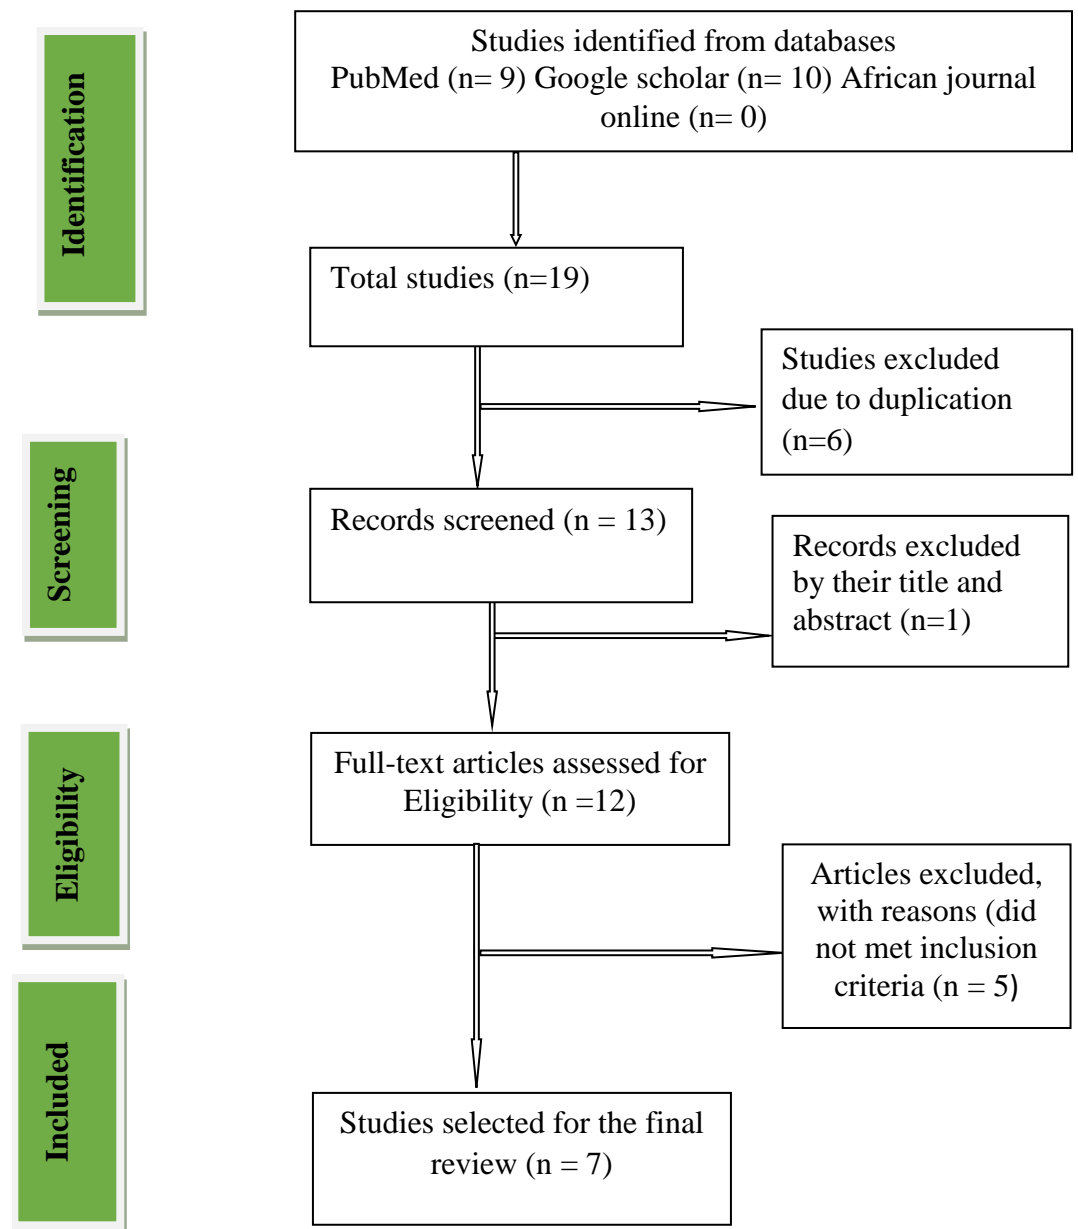 Identification
Studies identified from databases
PubMed (n= 9) Google scholar (n= 10) African journal
online (n= 0)
Total studies (n=19)
Studies excluded
due to duplication
(n=6)
Screening
Records screened (n = 13)
Records excluded
by their title and
abstract (n=1)
Eligibility
Full-text articles assessed for
Eligibility (n =12)
Articles excluded,
with reasons (did
not met inclusion
criteria (n = 5)
Included
Studies selected for the final
review (n = 7)